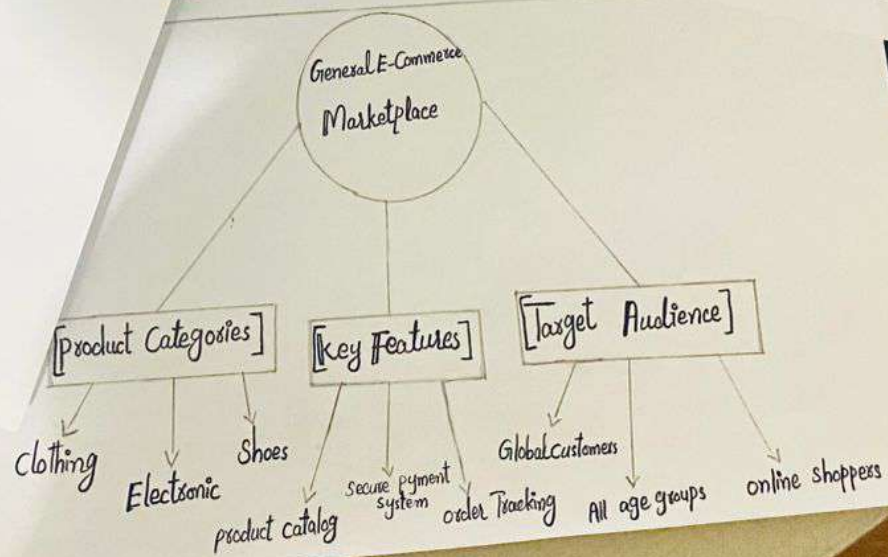 General E-Commerce
Marketplace
[product Categories]
[key Features]
[Target Audience]
Clothing
Electronic
Shoes
product catalog
secure pyment
system
order Tracking
Global customers
All age groups
online shoppers